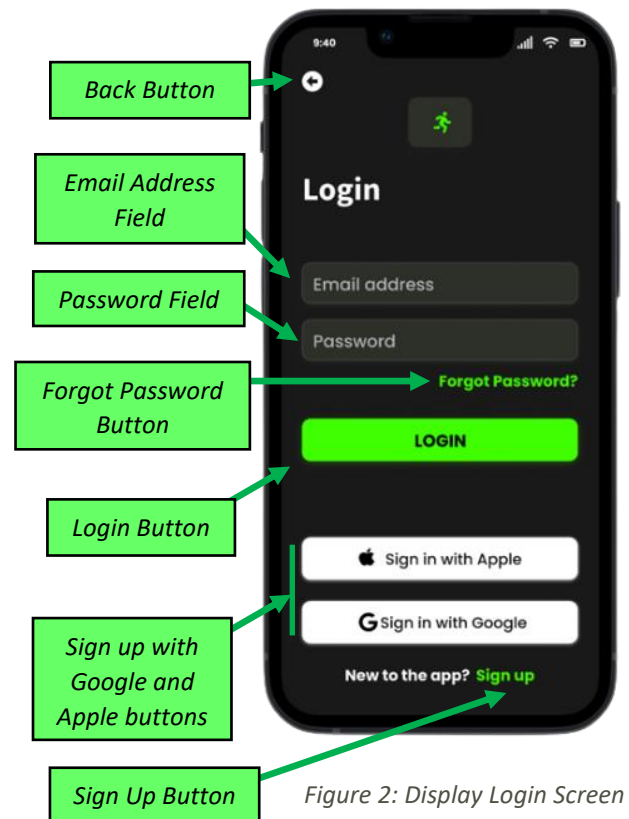 9:40
Back Button
Login
Email Address
Field
Email address
Password Field
Password
Forgot Password?
Forgot Password
Button
LOGIN
Login Button
Sign in with Apple
G Sign in with Google
Sign up with
Google and
Apple buttons
New to the app? Sign up
Sign Up Button
Figure 2: Display Login Screen